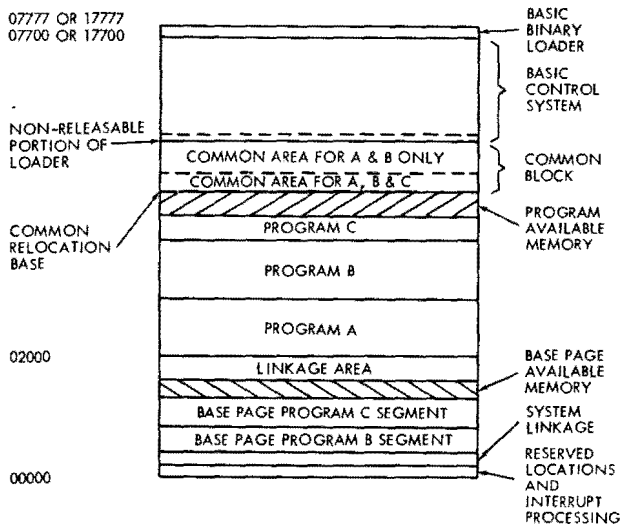 07777 OR 17777
07700 OR 17700
BASIC
BINARY
LOADER
BASIC
CONTROL
SYSTEM
NON-RELEASABLE
PORTION OF
LOADER
COMMON AREA FOR A & B ONLY
COMMON AREA FOR A, B & C
COMMON
BLOCK
COMMON
RELOCATION
BASE
PROGRAM
AVAILABLE
MEMORY
PROGRAM C
PROGRAM B
PROGRAM A
02000
LINKAGE AREA
BASE PAGE
AVAILABLE
MEMORY
BASE PAGE PROGRAM C SEGMENT
BASE PAGE PROGRAM B SEGMENT
SYSTEM
LINKAGE
00000
RESERVED
LOCATIONS
AND
INTERRUPT
PROCESSING